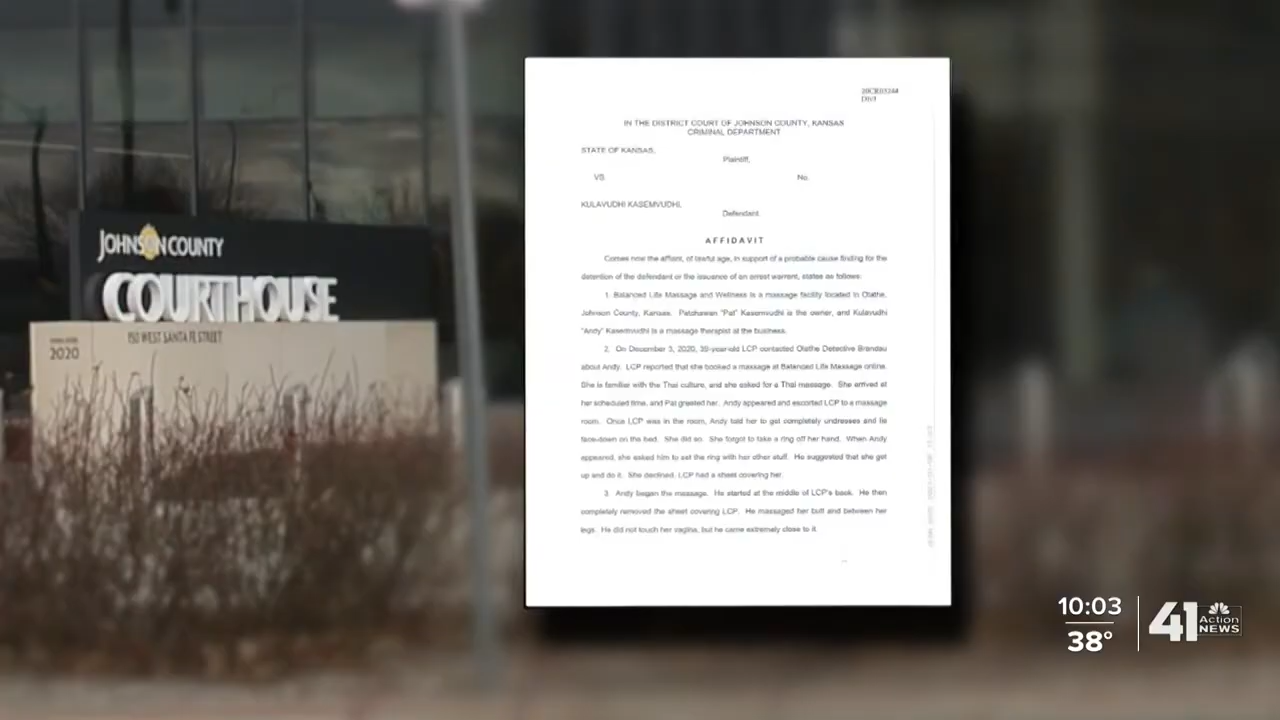 JOHNSON COUNTY
COURTHOUSE
150 WEST SANTA FE STREET
2020
20CR03244
Div9
IN THE DISTRICT COURT OF JOHNSON COUNTY, KANSAS
CRIMINAL DEPARTMENT
STATE OF KANSAS,
Plaintiff,
VS
No.
KULAVUDHI KASEMVUDHI,
Defendant.
AFFIDAVIT
Comes now the affiant, of lawful age, in support of a probable cause finding for the
detention of the defendant or the issuance of an arrest warrant, states as follows:
1. Balanced Life Massage and Wellness is a massage facility located in Olathe,
Johnson County, Kansas. Patchawan "Pat" Kasemvudhi is the owner, and Kulavudhi
"Andy" Kasemvudhi is a massage therapist at the business.
2. On December 3, 2020, 39-year-old LCP contacted Olathe Detective Brandau
about Andy. LCP reported that she booked a massage at Balanced Life Massage online.
She is familiar with the Thai culture, and she asked for a Thai massage. She arrived at
her scheduled time, and Pat greeted her. Andy appeared and escorted LCP to a massage
room. Once LCP was in the room, Andy told her to get completely undresses and lie
face-down on the bed. She did so. She forgot to take a ring off her hand. When Andy
appeared, she asked him to set the ring with her other stuff. He suggested that she get
up and do it. She declined. LCP had a sheet covering her.
3. Andy began the massage. He started at the middle of LCP's back. He then
completely removed the sheet covering LCP. He massaged her butt and between her
legs. He did not touch her vagina, but he came extremely close to it.
10:03
38°
41 Action
NEWS